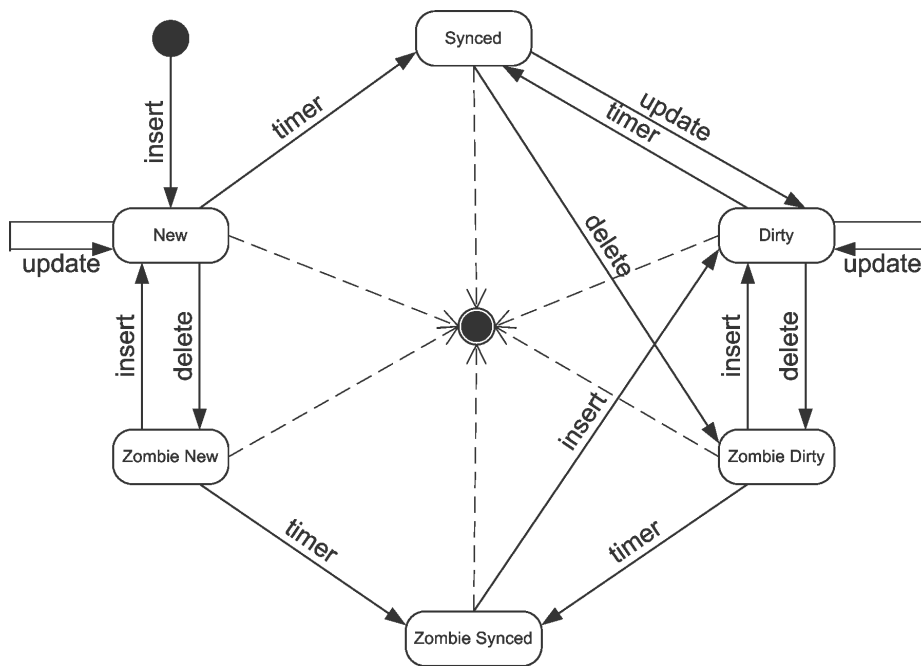 Synced
timer
update
timer
insert
New
Dirty
update
update
delete
insert
delete
insert
delete
insert
Zombie New
Zombie Dirty
timer
timer
Zombie Synced